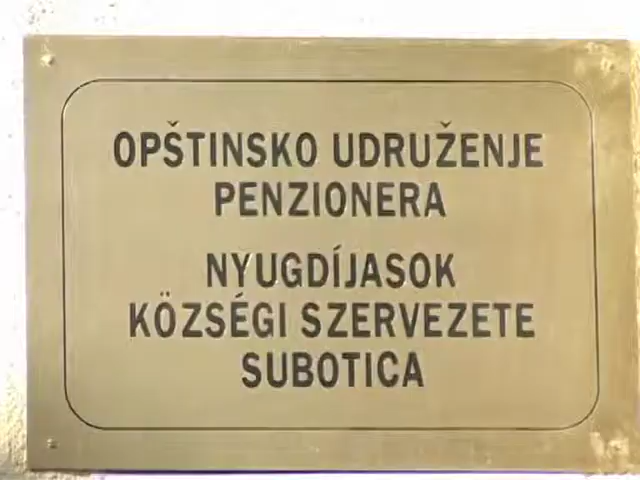 OPŠTINSKO UDRUŽENJE
PENZIONERA
NYUGDÍJASOK
KÖZSÉGI SZERVEZETE
SUBOTICA